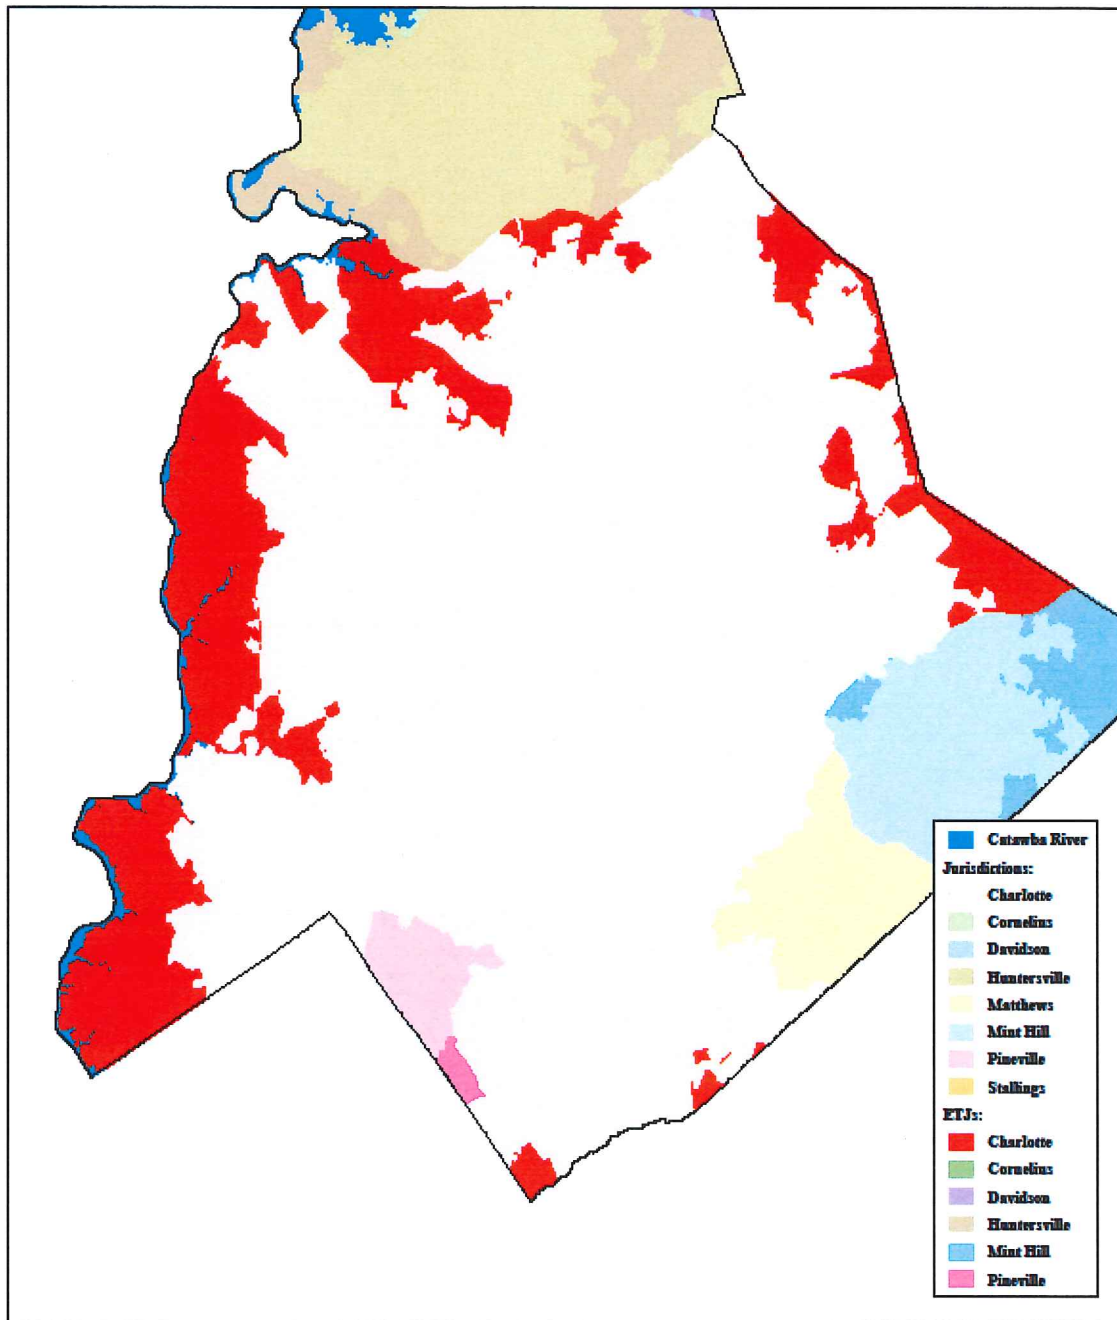 Catawba River
Jurisdictions:
Charlotte
Cornelius
Davidson
Huntersville
Matthews
Mint Hill
Pineville
Stallings
ETJs:
Charlotte
Cornelius
Davidson
Huntersville
Mint Hill
Pineville